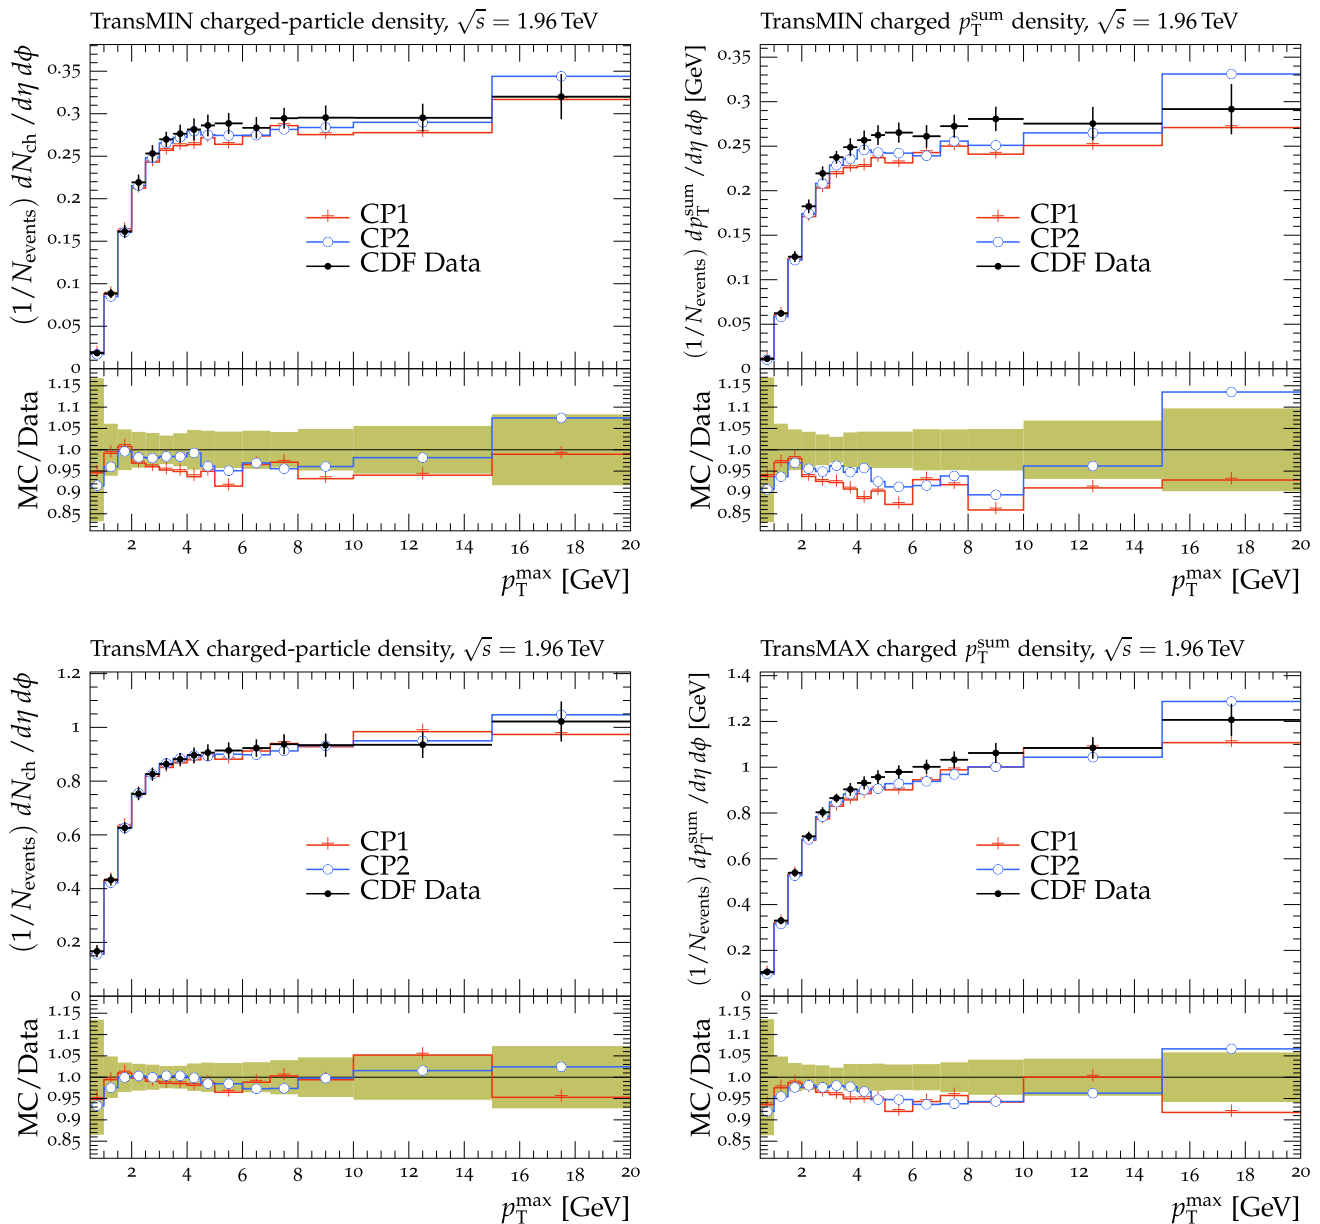 TransMIN charged-particle density, √s = 1.96 TeV
(1/N_events) dN_ch/dη dϕ
0.35
0.3
0.25
0.2
0.15
0.1
0.05
0
CP1
CP2
CDF Data
MC/Data
1.15
1.1
1.05
1.0
0.95
0.9
0.85
2 4 6 8 10 12 14 16 18 20
p_T^max [GeV]
TransMIN charged p_T^sum density, √s = 1.96 TeV
(1/N_events) dp_T^sum/dη dϕ [GeV]
0.35
0.3
0.25
0.2
0.15
0.1
0.05
0
CP1
CP2
CDF Data
MC/Data
1.15
1.1
1.05
1.0
0.95
0.9
0.85
2 4 6 8 10 12 14 16 18 20
p_T^max [GeV]
TransMAX charged-particle density, √s = 1.96 TeV
(1/N_events) dN_ch/dη dϕ
1.2
1
0.8
0.6
0.4
0.2
0
CP1
CP2
CDF Data
MC/Data
1.15
1.1
1.05
1.0
0.95
0.9
0.85
2 4 6 8 10 12 14 16 18 20
p_T^max [GeV]
TransMAX charged p_T^sum density, √s = 1.96 TeV
(1/N_events) dp_T^sum/dη dϕ [GeV]
1.4
1.2
1
0.8
0.6
0.4
0.2
0
CP1
CP2
CDF Data
MC/Data
1.15
1.1
1.05
1.0
0.95
0.9
0.85
2 4 6 8 10 12 14 16 18 20
p_T^max [GeV]